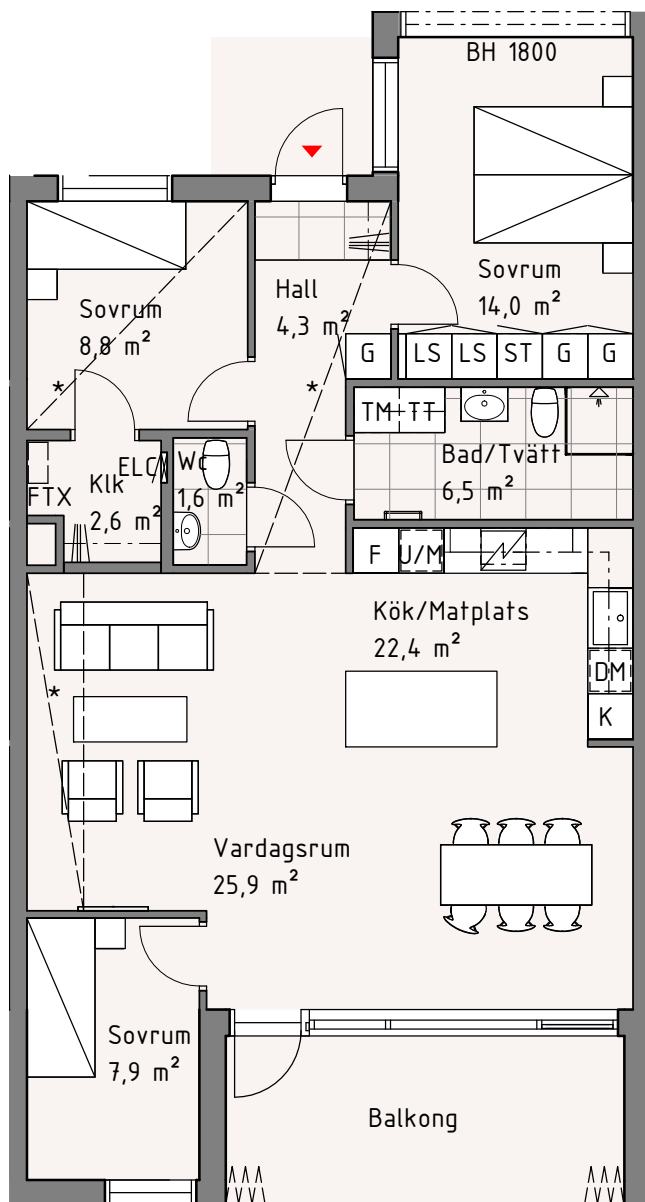 BH 1800
Sovrum
14,0 m²
Hall
4,3 m²
Sovrum
8,8 m²
*
*
G
LS
LS
ST
G
G
TM
TT
Bad/Tvätt
6,5 m²
ELC
Wc
1,6 m²
FTX
Klk
2,6 m²
F
U/M
Kök/Matplats
22,4 m²
DM
K
*
Vardagsrum
25,9 m²
Sovrum
7,9 m²
Balkong